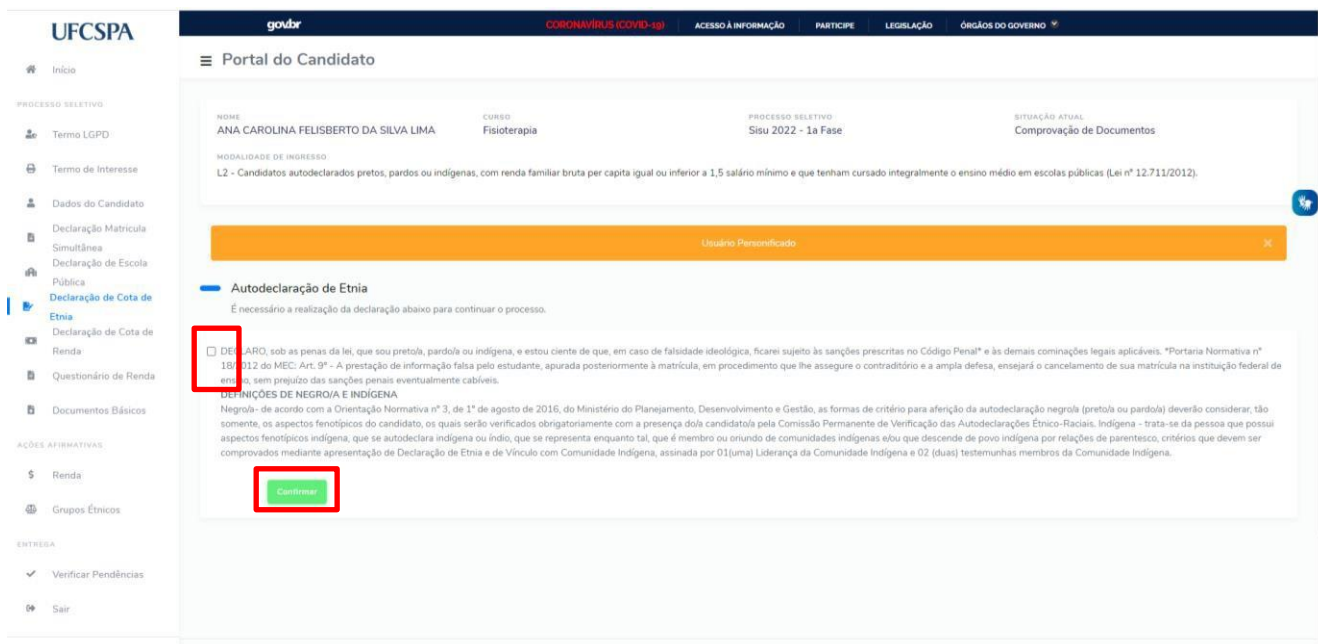 UFCSPA
govbr CORONAVÍRUS (COVID-19) ACESSO À INFORMAÇÃO PARTICIPE LEGISLAÇÃO ÓRGÃOS DO GOVERNO
Início
PROCESSO SELETIVO
Termo LGPD
Termo de Interesse
Dados do Candidato
Declaração Matricula
Simultânea
Declaração de Escola
Pública
Declaração de Cota de
Etnia
Declaração de Cota de
Renda
Questionário de Renda
Documentos Básicos
AÇÕES AFIRMATIVAS
Renda
Grupos Étnicos
ENTREGA
Verificar Pendências
Sair
Portal do Candidato
NOME CURSO PROCESSO SELETIVO SITUAÇÃO ATUAL
ANA CAROLINA FELISBERTO DA SILVA LIMA Fisioterapia Sisu 2022 - 1a Fase Comprovação de Documentos
MODALIDADE DE INGRESSO
L2 - Candidatos autodeclarados pretos, pardos ou indígenas, com renda familiar bruta per capita igual ou inferior a 1,5 salário mínimo e que tenham cursado integralmente o ensino médio em escolas públicas (Lei nº 12.711/2012).
Usuário Personificado
Autodeclaração de Etnia
É necessário a realização da declaração abaixo para continuar o processo.
DECLARO, sob as penas da lei, que sou preto/a, pardo/a ou indígena, e estou ciente de que, em caso de falsidade ideológica, ficarei sujeito às sanções prescritas no Código Penal* e às demais cominações legais aplicáveis. *Portaria Normativa nº
18/2012 do MEC: Art. 9º - A prestação de informação falsa pelo estudante, apurada posteriormente à matrícula, em procedimento que lhe assegure o contraditório e a ampla defesa, ensejará o cancelamento de sua matrícula na instituição federal de
ensino, sem prejuízo das sanções penais eventualmente cabíveis.
DEFINIÇÕES DE NEGRO/A E INDÍGENA
Negro/a- de acordo com a Orientação Normativa nº 3, de 1º de agosto de 2016, do Ministério do Planejamento, Desenvolvimento e Gestão, as formas de critério para aferição da autodeclaração negro/a (preto/a ou pardo/a) deverão considerar, tão
somente, os aspectos fenotípicos do candidato, os quais serão verificados obrigatoriamente com a presença do/a candidato/a pela Comissão Permanente de Verificação das Autodeclarações Étnico-Raciais. Indígena - trata-se da pessoa que possui
aspectos fenotípicos indígena, que se autodeclara indígena ou índio, que se representa enquanto tal, que é membro ou oriundo de comunidades indígenas e/ou que descende de povo indígena por relações de parentesco, critérios que devem ser
comprovados mediante apresentação de Declaração de Etnia e de Vínculo com Comunidade Indígena, assinada por 01(uma) Liderança da Comunidade Indígena e 02 (duas) testemunhas membros da Comunidade Indígena.
Confirmar